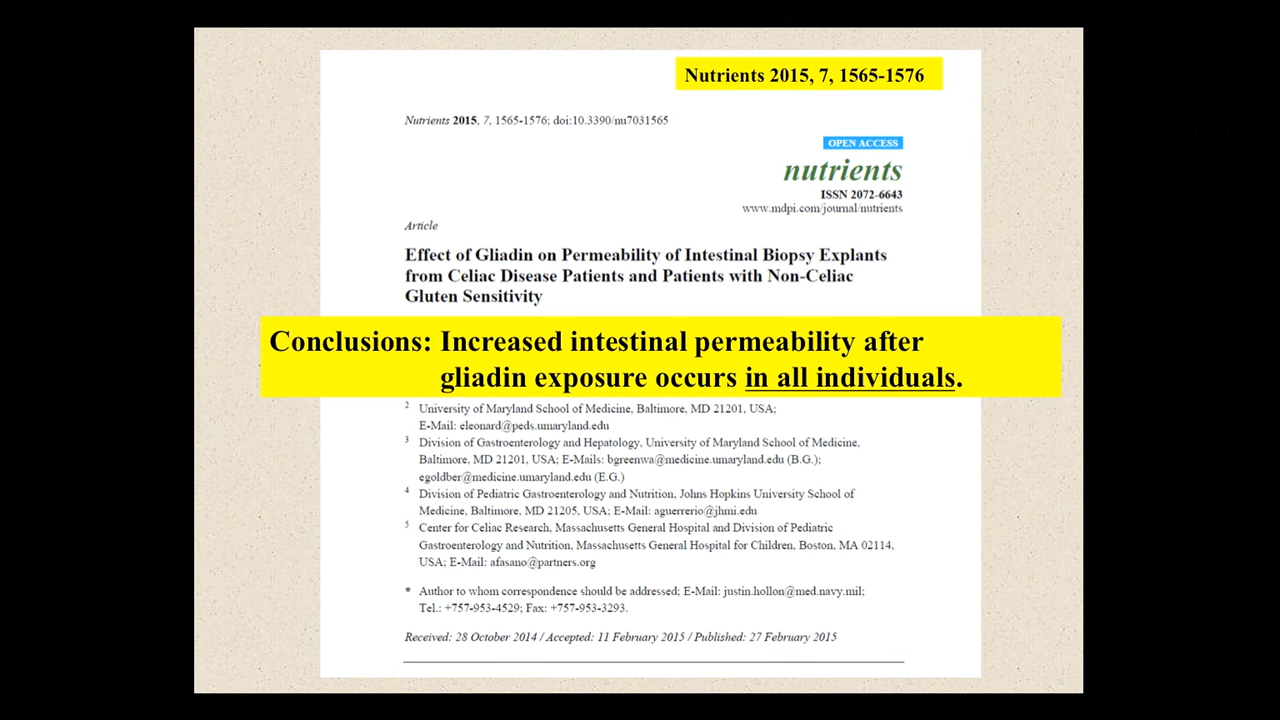 Nutrients 2015, 7, 1565-1576
Nutrients 2015, 7, 1565-1576; doi:10.3390/nu7031565
OPEN ACCESS
nutrients
ISSN 2072-6643
www.mdpi.com/journal/nutrients
Article
Effect of Gliadin on Permeability of Intestinal Biopsy Explants
from Celiac Disease Patients and Patients with Non-Celiac
Gluten Sensitivity
Conclusions: Increased intestinal permeability after
gliadin exposure occurs in all individuals.
2 University of Maryland School of Medicine, Baltimore, MD 21201, USA;
E-Mail: eleonard@peds.umaryland.edu
3 Division of Gastroenterology and Hepatology, University of Maryland School of Medicine,
Baltimore, MD 21201, USA; E-Mails: bgreenwa@medicine.umaryland.edu (B.G.);
egoldber@medicine.umaryland.edu (E.G.)
4 Division of Pediatric Gastroenterology and Nutrition, Johns Hopkins University School of
Medicine, Baltimore, MD 21205, USA; E-Mail: aguerrerio@jhmi.edu
5 Center for Celiac Research, Massachusetts General Hospital and Division of Pediatric
Gastroenterology and Nutrition, Massachusetts General Hospital for Children, Boston, MA 02114,
USA; E-Mail: afasano@partners.org
* Author to whom correspondence should be addressed; E-Mail: justin.hollon@med.navy.mil;
Tel.: +757-953-4529; Fax: +757-953-3293.
Received: 28 October 2014 / Accepted: 11 February 2015 / Published: 27 February 2015